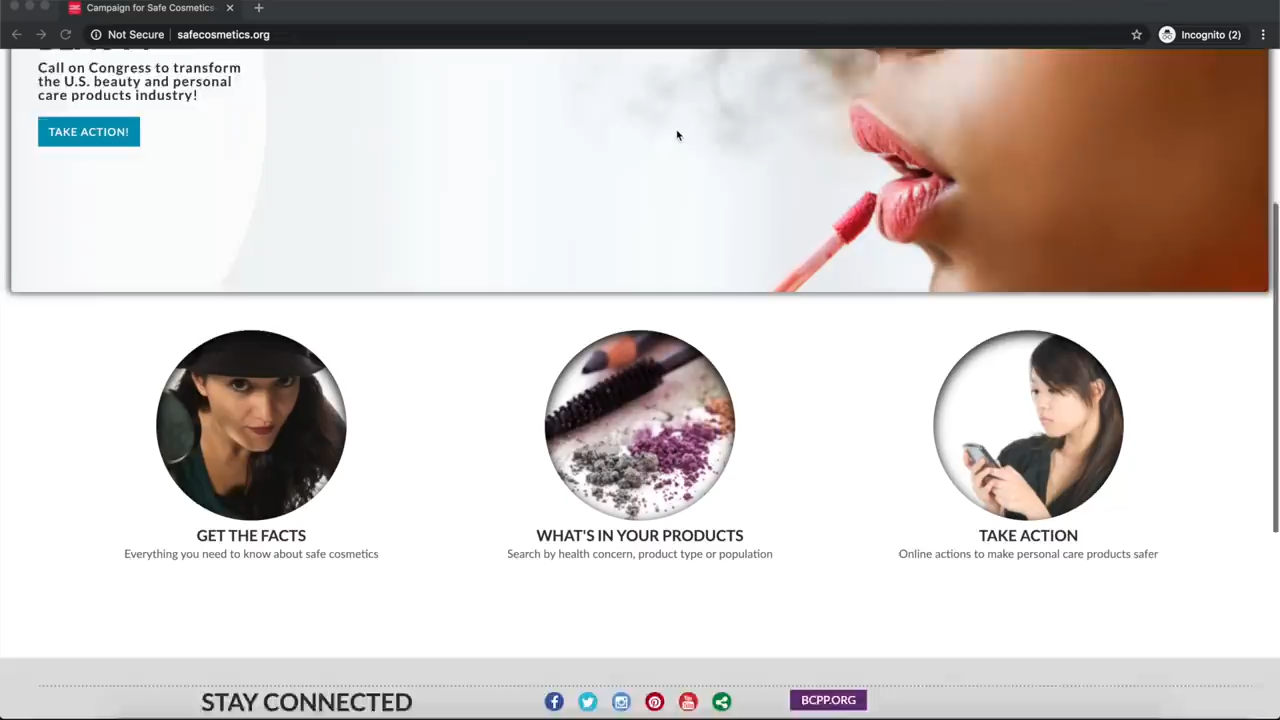 Campaign for Safe Cosmetics
Not Secure
safecosmetics.org
Incognito (2)
Call on Congress to transform
the U.S. beauty and personal
care products industry!
TAKE ACTION!
GET THE FACTS
Everything you need to know about safe cosmetics
WHAT'S IN YOUR PRODUCTS
Search by health concern, product type or population
TAKE ACTION
Online actions to make personal care products safer
STAY CONNECTED
You Tube
BCPP.ORG